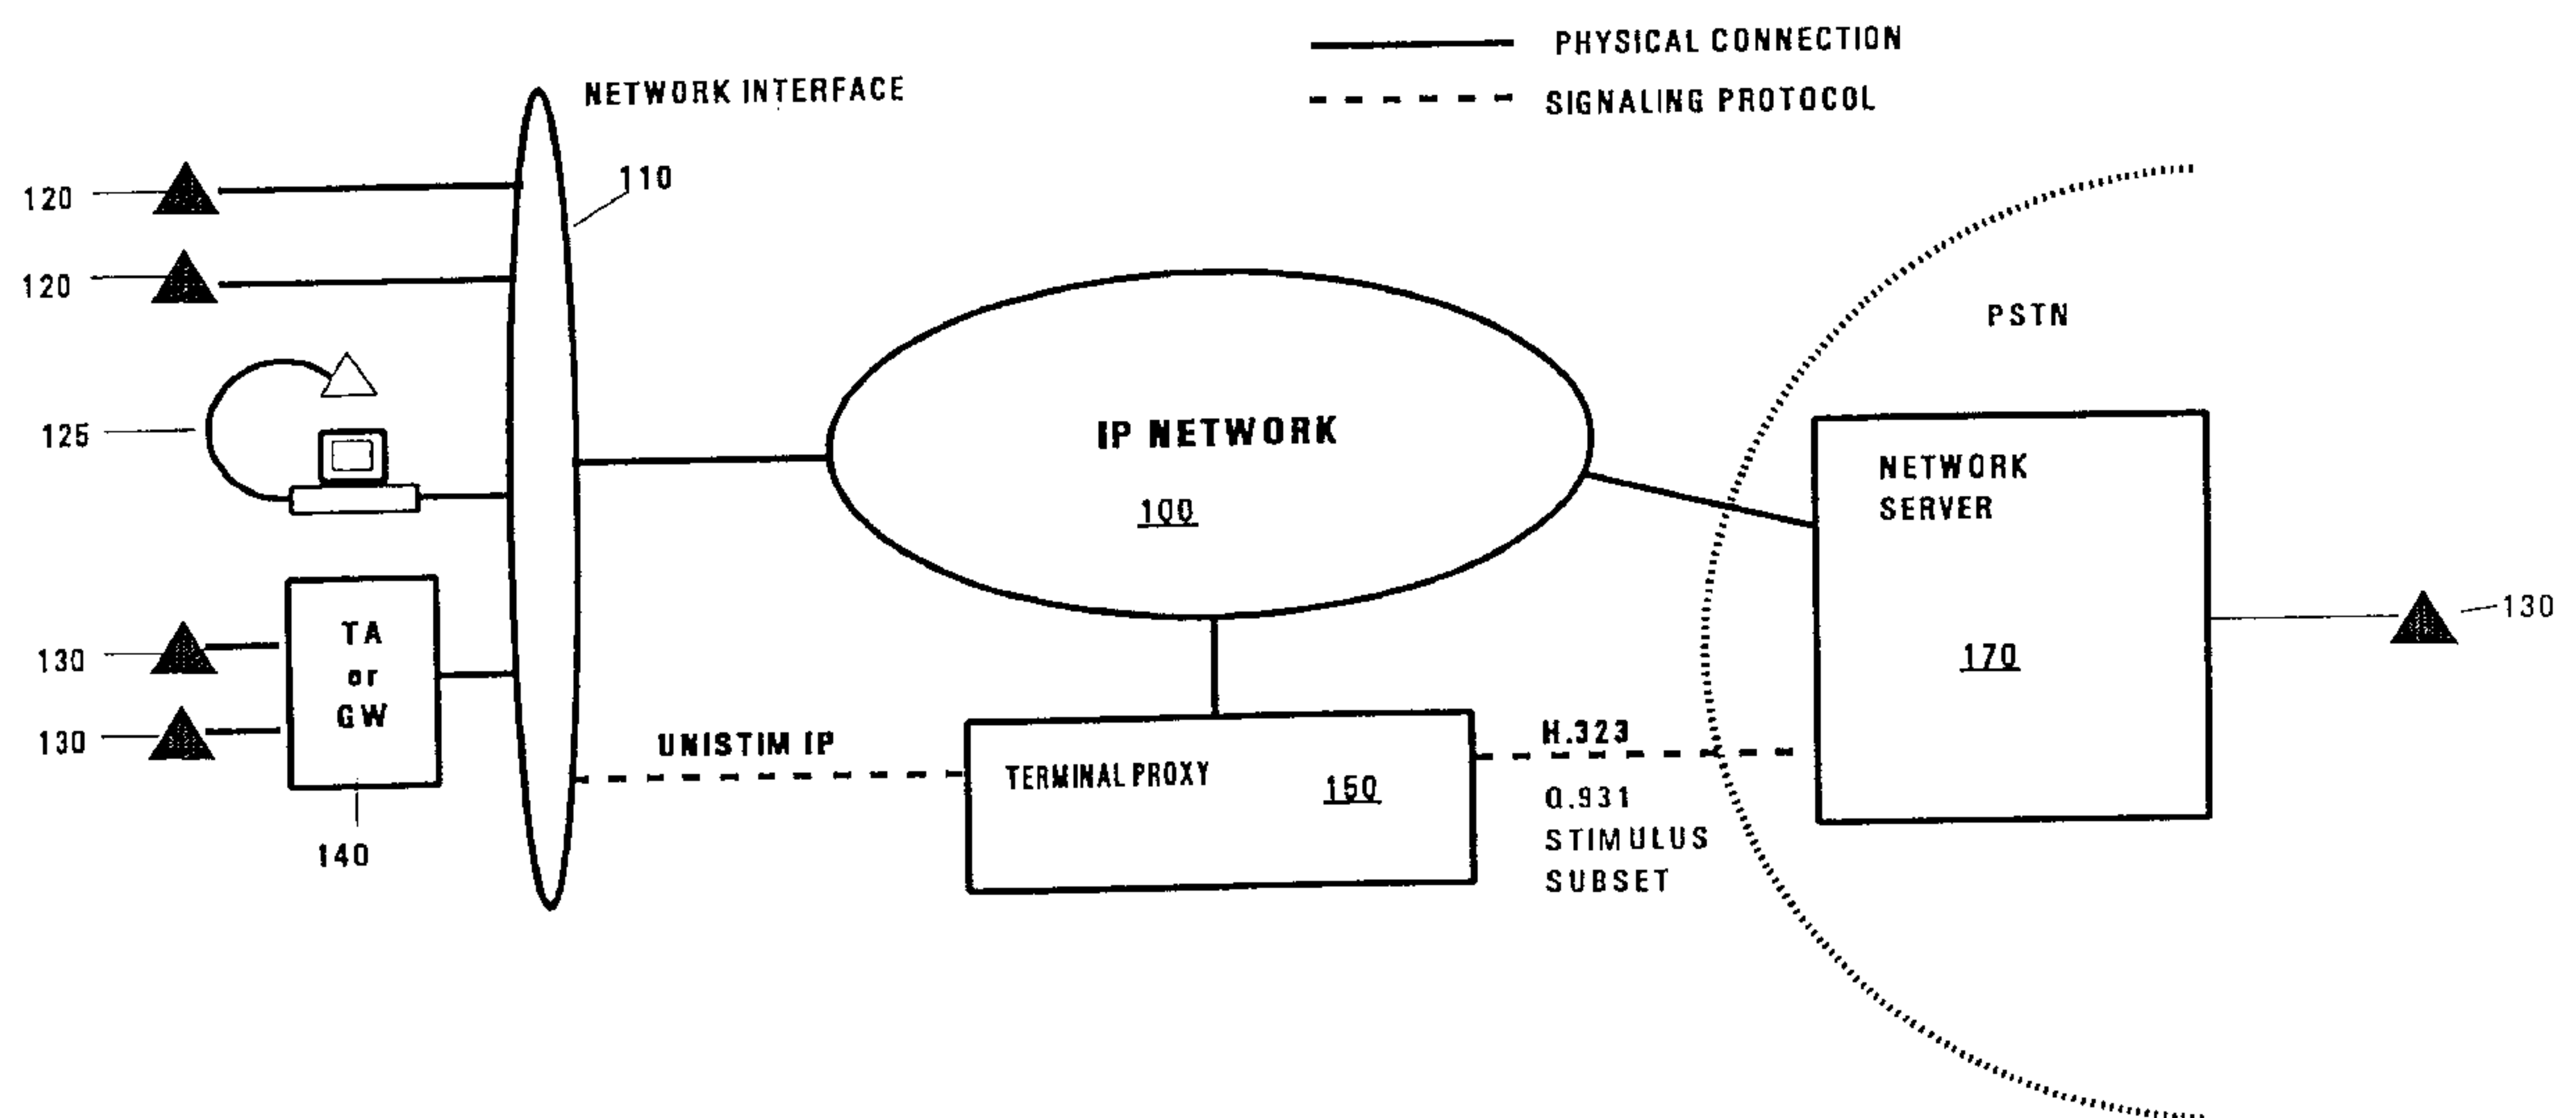 PHYSICAL CONNECTION
SIGNALING PROTOCOL
NETWORK INTERFACE
110
120
120
125
130
130
TA
or
GW
140
IP NETWORK
100
UNISTIM IP
TERMINAL PROXY
150
H.323
Q.931
STIMULUS
SUBSET
PSTN
NETWORK
SERVER
170
130